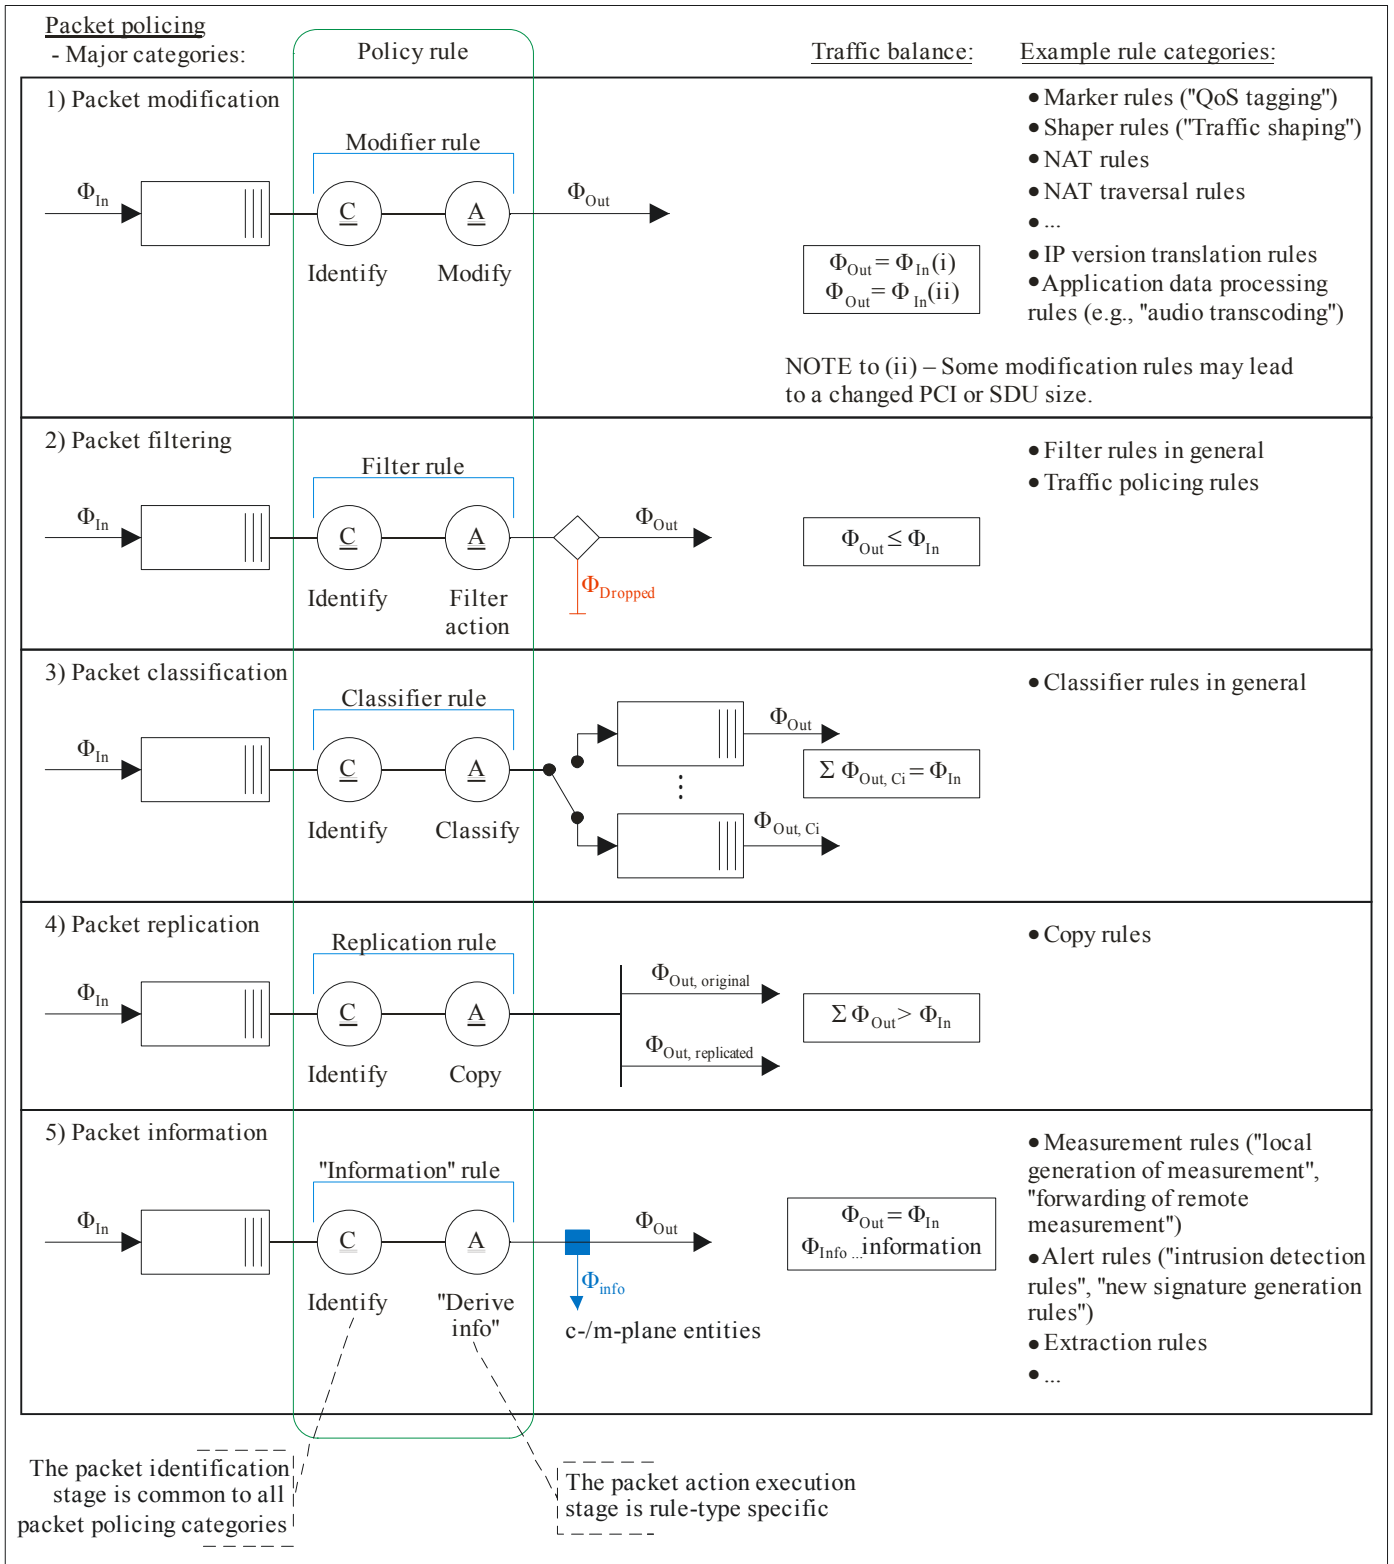 Packet policing
- Major categories:
Policy rule
Traffic balance:
Example rule categories:
1) Packet modification
Modifier rule
ΦIn
C
A
ΦOut
Identify
Modify
ΦOut = ΦIn (i)
ΦOut = ΦIn (ii)
NOTE to (ii) – Some modification rules may lead
to a changed PCI or SDU size.
● Marker rules ("QoS tagging")
● Shaper rules ("Traffic shaping")
● NAT rules
● NAT traversal rules
● ...
● IP version translation rules
● Application data processing
rules (e.g., "audio transcoding")
2) Packet filtering
Filter rule
ΦIn
C
A
ΦOut
ΦDropped
Identify
Filter
action
ΦOut ≤ ΦIn
● Filter rules in general
● Traffic policing rules
3) Packet classification
Classifier rule
ΦIn
C
A
Identify
Classify
ΦOut
⋮
ΦOut, Ci
Σ ΦOut, Ci = ΦIn
● Classifier rules in general
4) Packet replication
Replication rule
ΦIn
C
A
Identify
Copy
ΦOut, original
ΦOut, replicated
Σ ΦOut > ΦIn
● Copy rules
5) Packet information
"Information" rule
ΦIn
C
A
ΦOut
Φinfo
Identify
"Derive
info"
c-/m-plane entities
ΦOut = ΦIn
ΦInfo ... information
● Measurement rules ("local
generation of measurement",
"forwarding of remote
measurement")
● Alert rules ("intrusion detection
rules", "new signature generation
rules")
● Extraction rules
● ...
The packet identification
stage is common to all
packet policing categories
The packet action execution
stage is rule-type specific